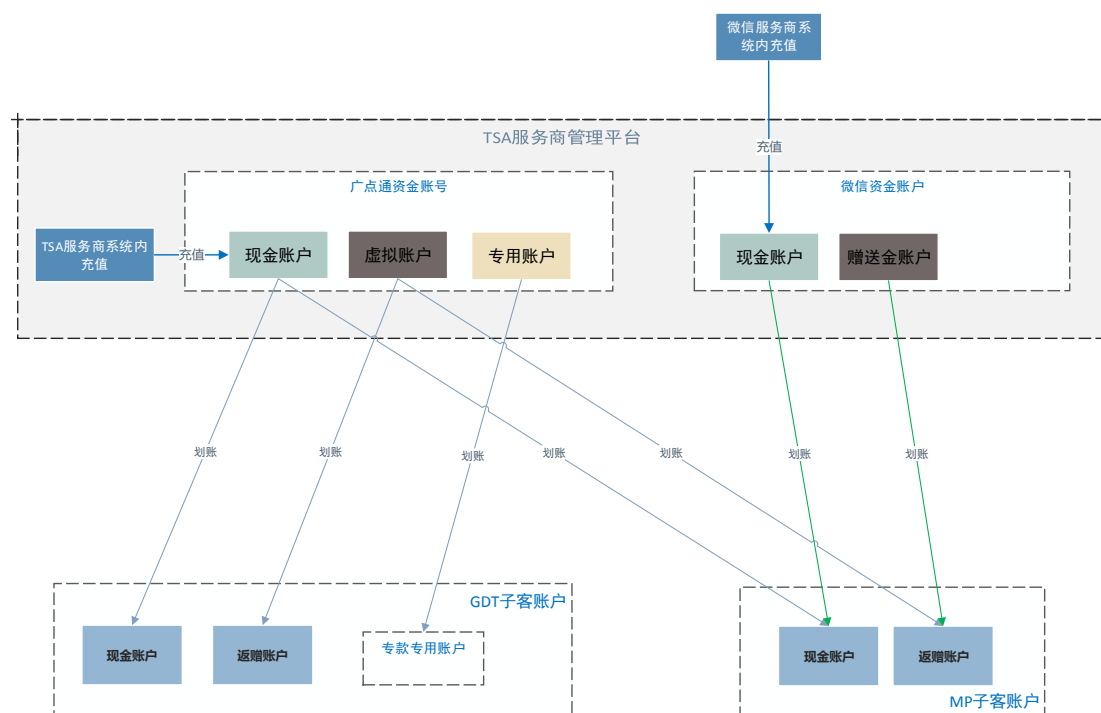 微信服务商系
统内充值
TSA服务商管理平台
充值
广点通资金账号
微信资金账户
TSA服务商系统内
充值
充值
现金账户
虚拟账户
专用账户
现金账户
赠送金账户
划账
划账
划账
划账
划账
划账
划账
GDT子客账户
现金账户
返赠账户
专款专用账户
现金账户
返赠账户
MP子客账户